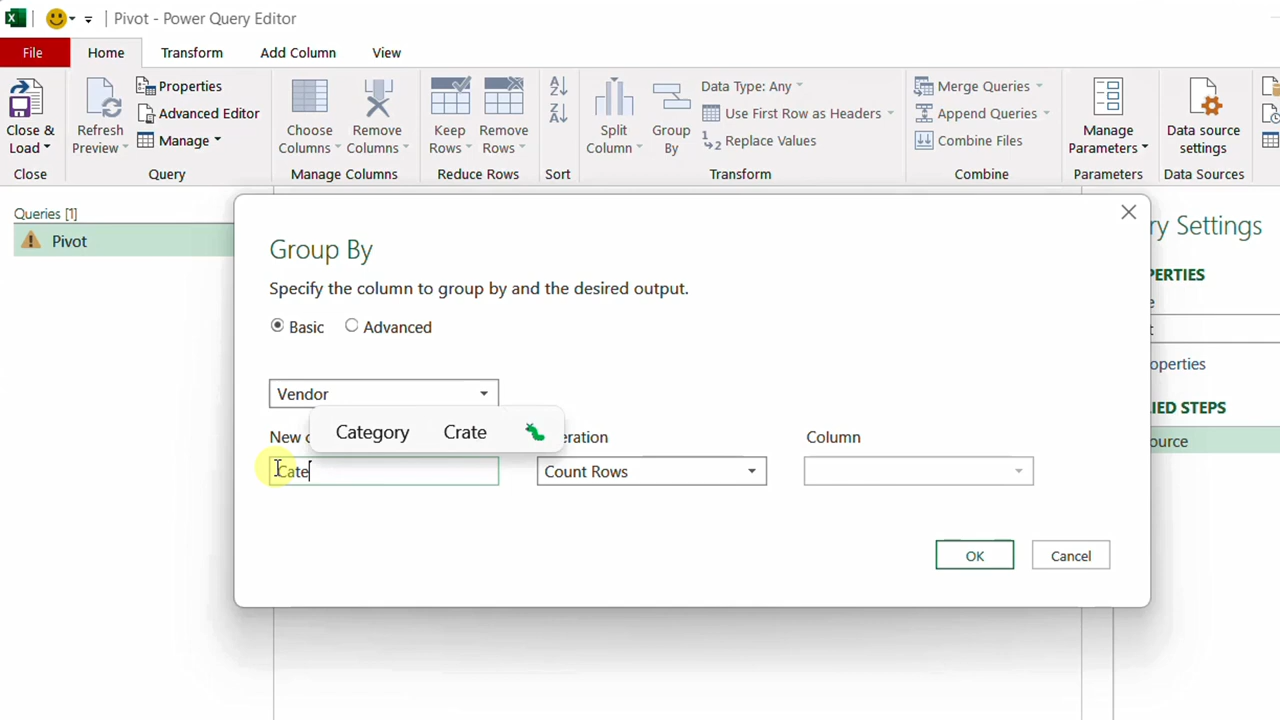 Pivot - Power Query Editor
File Home Transform Add Column View
Close & Load
Refresh Preview
Properties
Advanced Editor
Manage
Choose Columns
Remove Columns
Keep Rows
Remove Rows
Split Column
Group By
Data Type: Any
Use First Row as Headers
Replace Values
Merge Queries
Append Queries
Combine Files
Manage Parameters
Data source settings
Close Query Manage Columns Reduce Rows Sort Transform Combine Parameters Data Sources
Queries [1]
Pivot
Group By
Specify the column to group by and the desired output.
Basic Advanced
Vendor
Category Crate
New c eration Column
Cate Count Rows
OK Cancel
ry Settings
PERTIES
e
t
operties
IED STEPS
ource